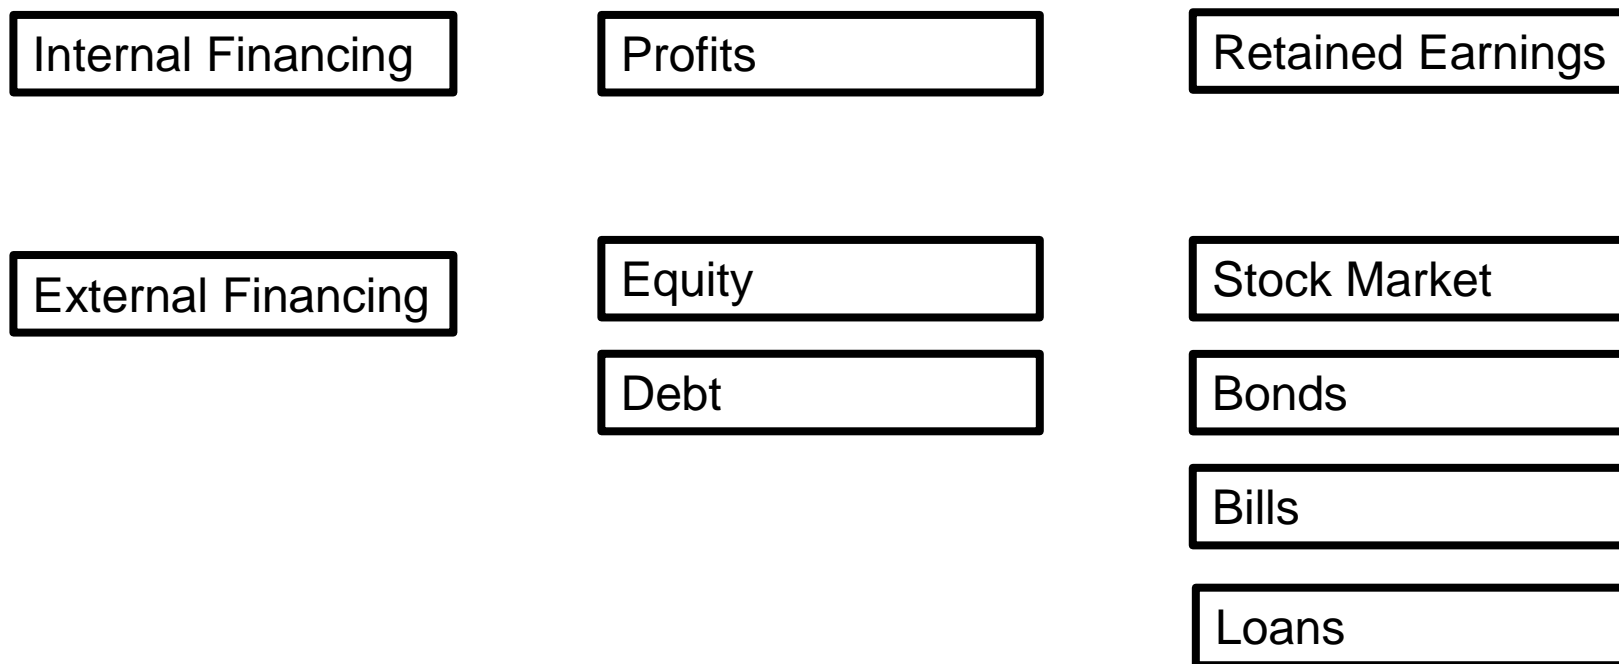 Internal Financing
Profits
Retained Earnings
External Financing
Equity
Stock Market
Debt
Bonds
Bills
Loans